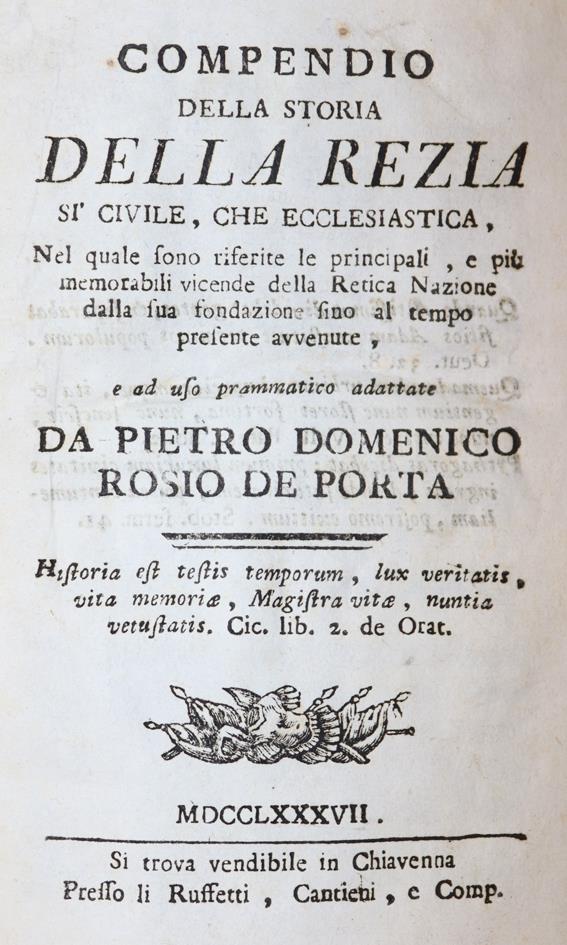 COMPENDIO
DELLA STORIA
DELLA REZIA
SI' CIVILE, CHE ECCLESIASTICA,
Nel quale ſono riferite le principali, e più
memorabili vicende della Retica Nazione
dalla ſua fondazione ſino al tempo
preſente avvenute,
e ad uſo prammatico adattate
DA PIETRO DOMENICO
ROSIO DE PORTA
Hiſtoria eſt teſtis temporum, lux veritatis,
vita memoriæ, Magiſtra vitæ, nuntia
vetuſtatis. Cic. lib. 2. de Orat.
MDCCLXXXVII.
Si trova vendibile in Chiavenna
Preſſo li Ruffetti, Cantieni, e Comp.